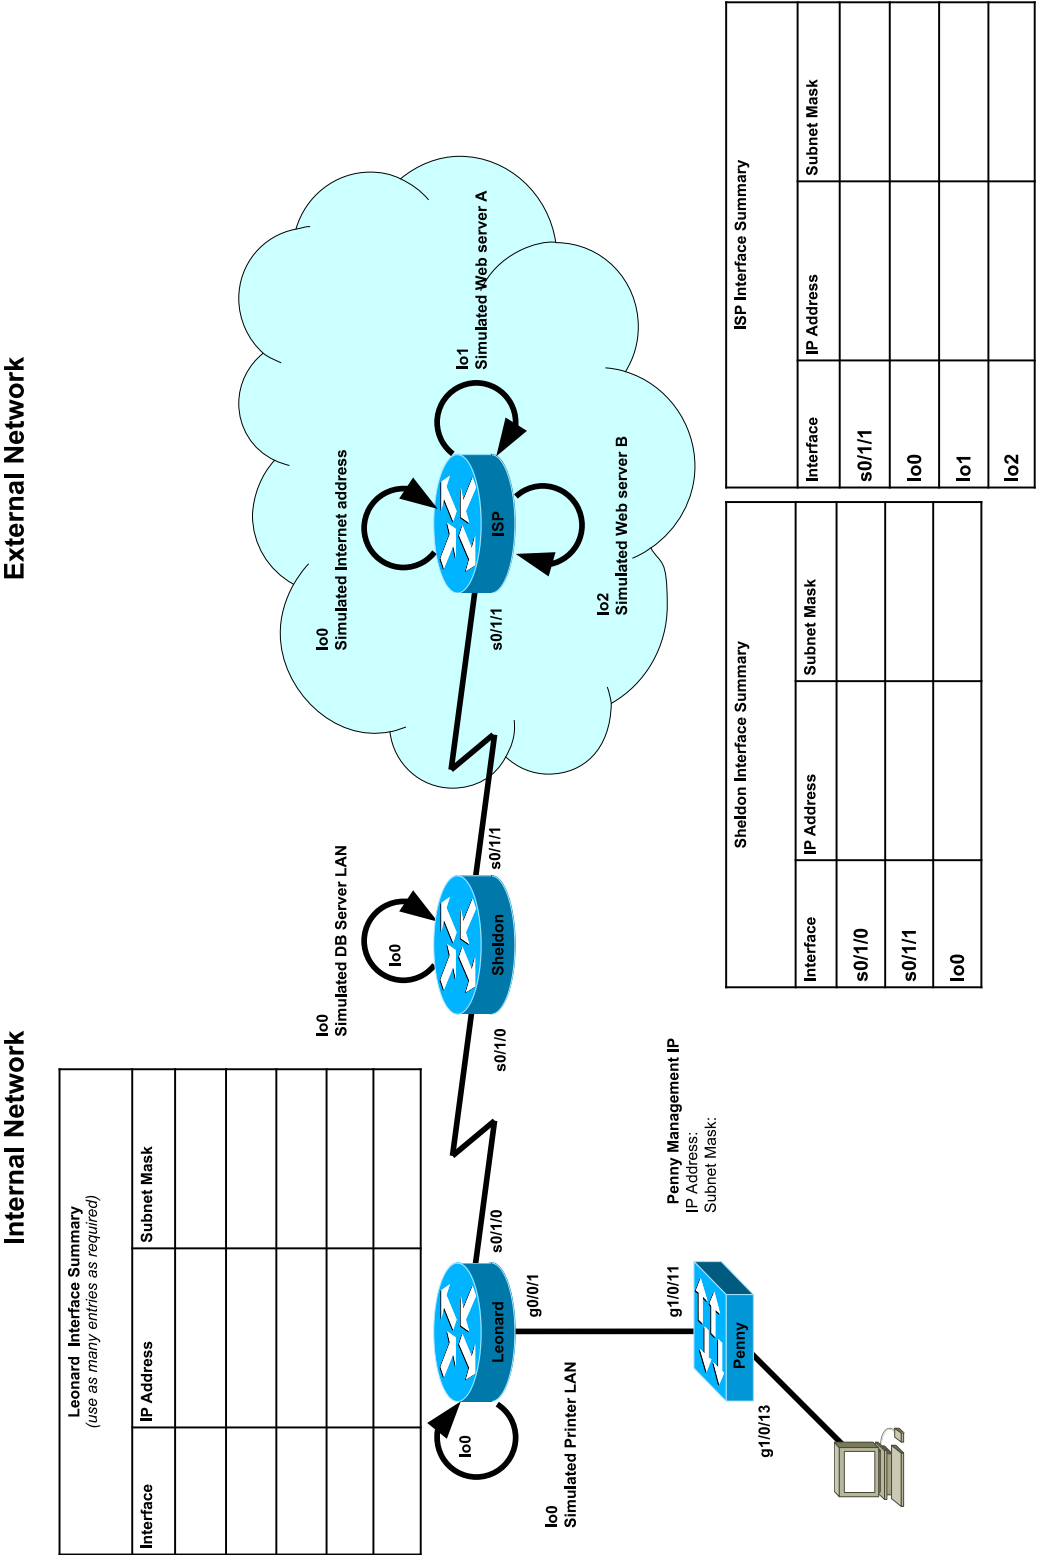 Internal Network
External Network
Leonard Interface Summary
(use as many entries as required)
Interface IP Address Subnet Mask
lo0
Simulated DB Server LAN
lo0
lo0
Simulated Internet address
lo1
Simulated Web server A
lo0
Leonard
s0/1/0
g0/0/1
s0/1/0
Sheldon
s0/1/1
s0/1/1
ISP
lo0
Simulated Printer LAN
lo2
Simulated Web server B
g1/0/11
Penny Management IP
IP Address:
Subnet Mask:
Penny
g1/0/13
Sheldon Interface Summary
Interface IP Address Subnet Mask
s0/1/0
s0/1/1
lo0
ISP Interface Summary
Interface IP Address Subnet Mask
s0/1/1
lo0
lo1
lo2